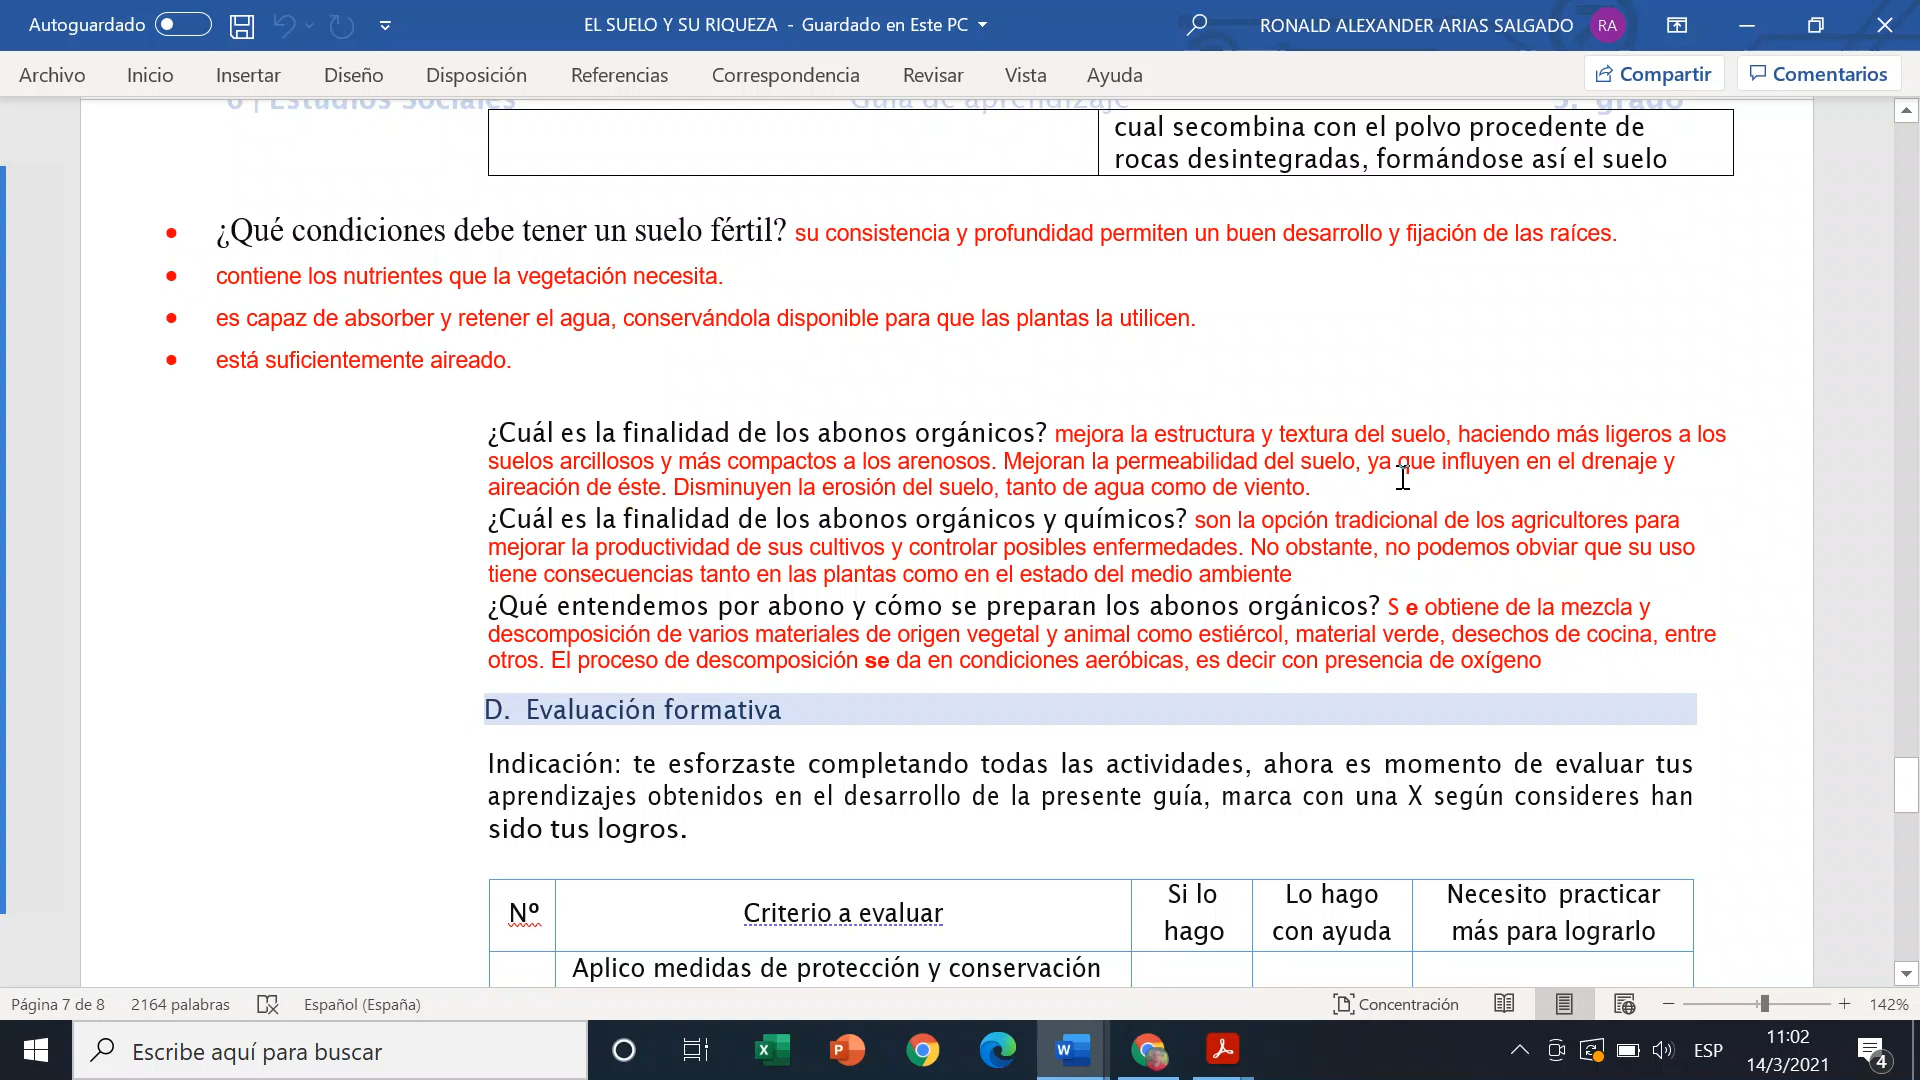 Autoguardado
EL SUELO Y SU RIQUEZA - Guardado en Este PC
RONALD ALEXANDER ARIAS SALGADO RA
Archivo Inicio Insertar Diseño Disposición Referencias Correspondencia Revisar Vista Ayuda Compartir Comentarios
6 | Estudios Sociales Guía de aprendizaje 5.° grado
cual secombina con el polvo procedente de
rocas desintegradas, formándose así el suelo
• ¿Qué condiciones debe tener un suelo fértil? su consistencia y profundidad permiten un buen desarrollo y fijación de las raíces.
• contiene los nutrientes que la vegetación necesita.
• es capaz de absorber y retener el agua, conservándola disponible para que las plantas la utilicen.
• está suficientemente aireado.
¿Cuál es la finalidad de los abonos orgánicos? mejora la estructura y textura del suelo, haciendo más ligeros a los
suelos arcillosos y más compactos a los arenosos. Mejoran la permeabilidad del suelo, ya que influyen en el drenaje y
aireación de éste. Disminuyen la erosión del suelo, tanto de agua como de viento.
¿Cuál es la finalidad de los abonos orgánicos y químicos? son la opción tradicional de los agricultores para
mejorar la productividad de sus cultivos y controlar posibles enfermedades. No obstante, no podemos obviar que su uso
tiene consecuencias tanto en las plantas como en el estado del medio ambiente
¿Qué entendemos por abono y cómo se preparan los abonos orgánicos? S e obtiene de la mezcla y
descomposición de varios materiales de origen vegetal y animal como estiércol, material verde, desechos de cocina, entre
otros. El proceso de descomposición se da en condiciones aeróbicas, es decir con presencia de oxígeno
D. Evaluación formativa
Indicación: te esforzaste completando todas las actividades, ahora es momento de evaluar tus
aprendizajes obtenidos en el desarrollo de la presente guía, marca con una X según consideres han
sido tus logros.
Nº Criterio a evaluar Si lo hago Lo hago con ayuda Necesito practicar más para lograrlo
Aplico medidas de protección y conservación
Página 7 de 8 2164 palabras Español (España) Concentración 142%
Escribe aquí para buscar
ESP
11:02
14/3/2021
4